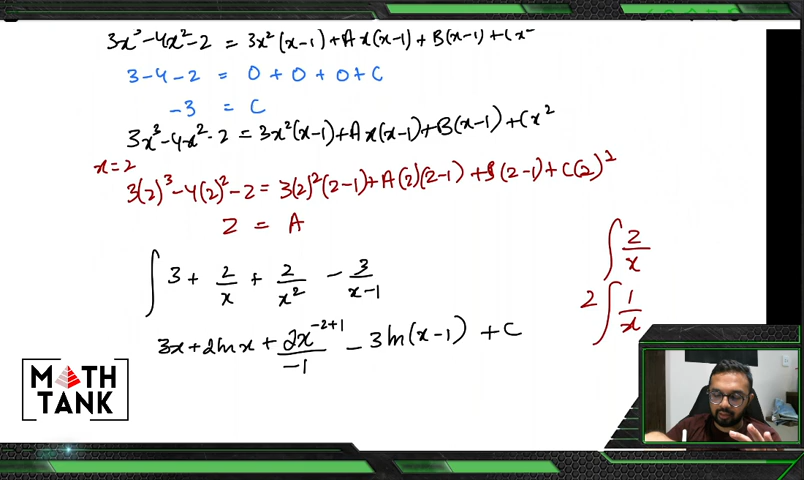 3x³-4x²-2 = 3x²(x-1)+Ax(x-1)+B(x-1)+Cx²
3-4-2 = 0+0+0+C
-3 = C
3x³-4x²-2 = 3x²(x-1)+Ax(x-1)+B(x-1)+Cx²
x=2
3(2)³-4(2)²-2=3(2)²(2-1)+A(2)(2-1)+B(2-1)+C(2)²
2 = A
∫ 3 + 2/x + 2/x² - 3/(x-1)
3x+2lnx+2x⁻²⁺¹/-1 - 3ln(x-1) + C
∫ 2/x
2∫ 1/x
MATH
TANK